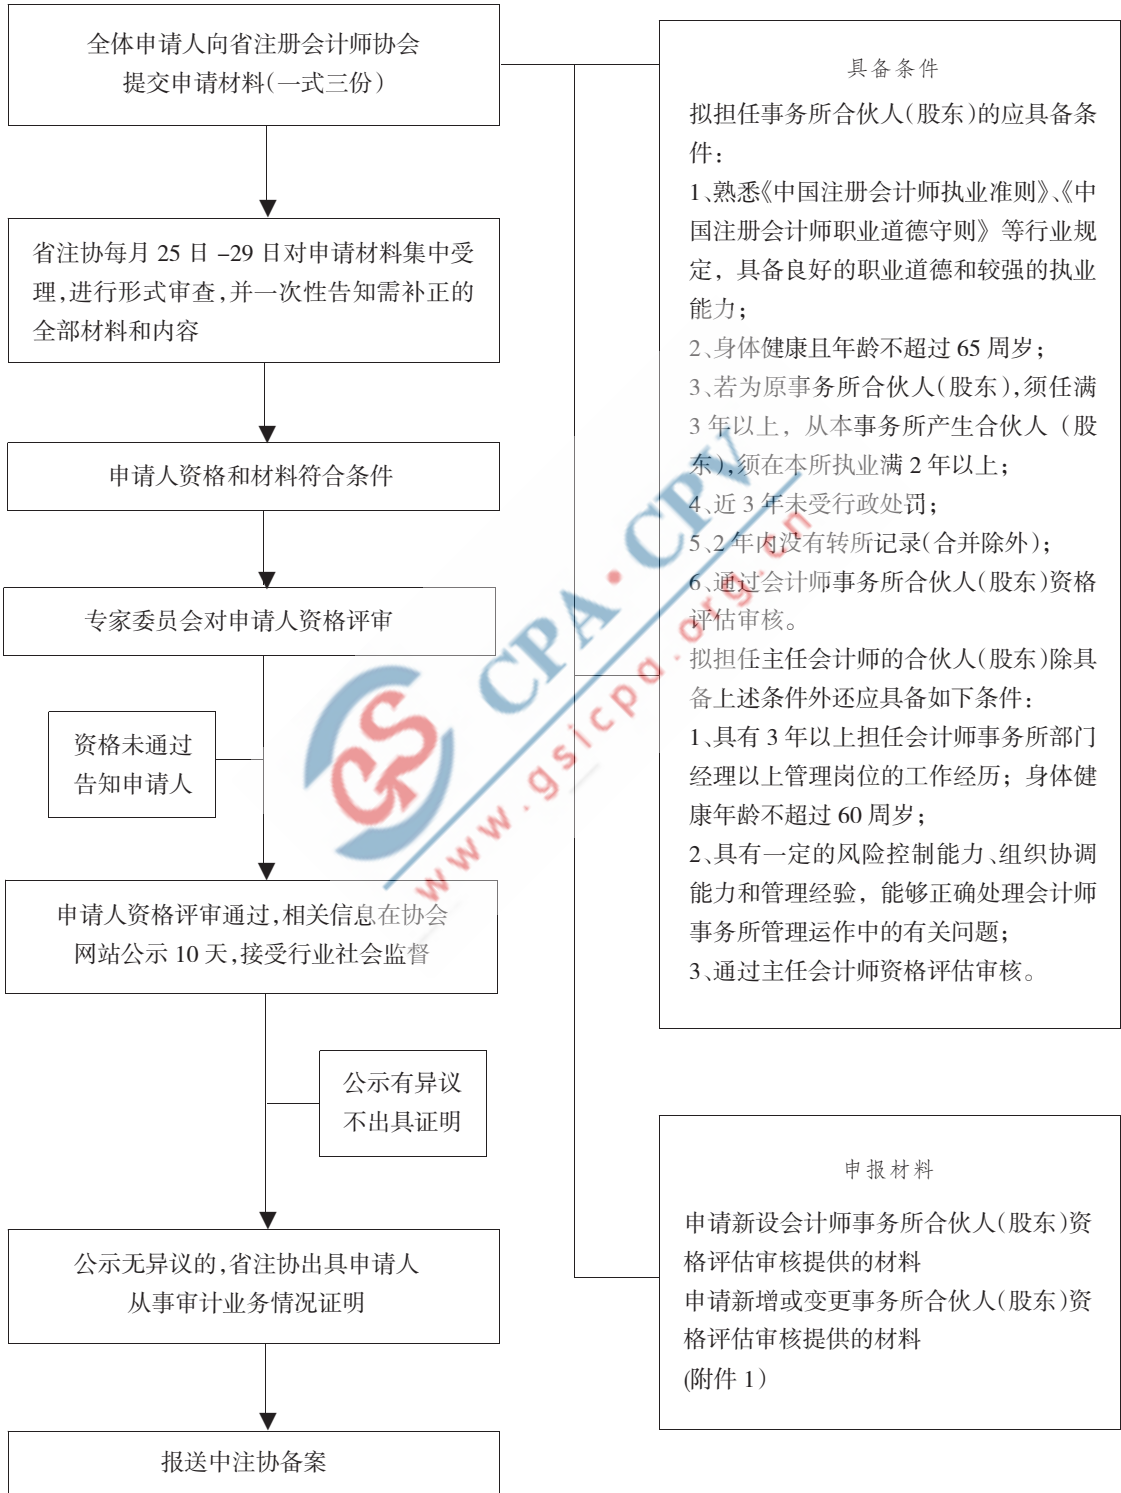 全体申请人向省注册会计师协会
提交申请材料(一式三份)
省注协每月 25 日 –29 日对申请材料集中受
理,进行形式审查,并一次性告知需补正的
全部材料和内容
申请人资格和材料符合条件
专家委员会对申请人资格评审
资格未通过
告知申请人
申请人资格评审通过,相关信息在协会
网站公示 10 天,接受行业社会监督
公示有异议
不出具证明
公示无异议的,省注协出具申请人
从事审计业务情况证明
报送中注协备案
具备条件
拟担任事务所合伙人(股东)的应具备条
件:
1、熟悉《中国注册会计师执业准则》、《中
国注册会计师职业道德守则》等行业规
定，具备良好的职业道德和较强的执业
能力;
2、身体健康且年龄不超过 65 周岁;
3、若为原事务所合伙人(股东),须任满
3 年以上，从本事务所产生合伙人（股
东),须在本所执业满 2 年以上;
4、近 3 年未受行政处罚;
5、2 年内没有转所记录(合并除外);
6、通过会计师事务所合伙人(股东)资格
评估审核。
拟担任主任会计师的合伙人(股东)除具
备上述条件外还应具备如下条件:
1、具有 3 年以上担任会计师事务所部门
经理以上管理岗位的工作经历；身体健
康年龄不超过 60 周岁;
2、具有一定的风险控制能力、组织协调
能力和管理经验，能够正确处理会计师
事务所管理运作中的有关问题;
3、通过主任会计师资格评估审核。
申报材料
申请新设会计师事务所合伙人(股东)资
格评估审核提供的材料
申请新增或变更事务所合伙人(股东)资
格评估审核提供的材料
(附件 1)
GS
CPA·CPV
www.gsicpa.org.cn